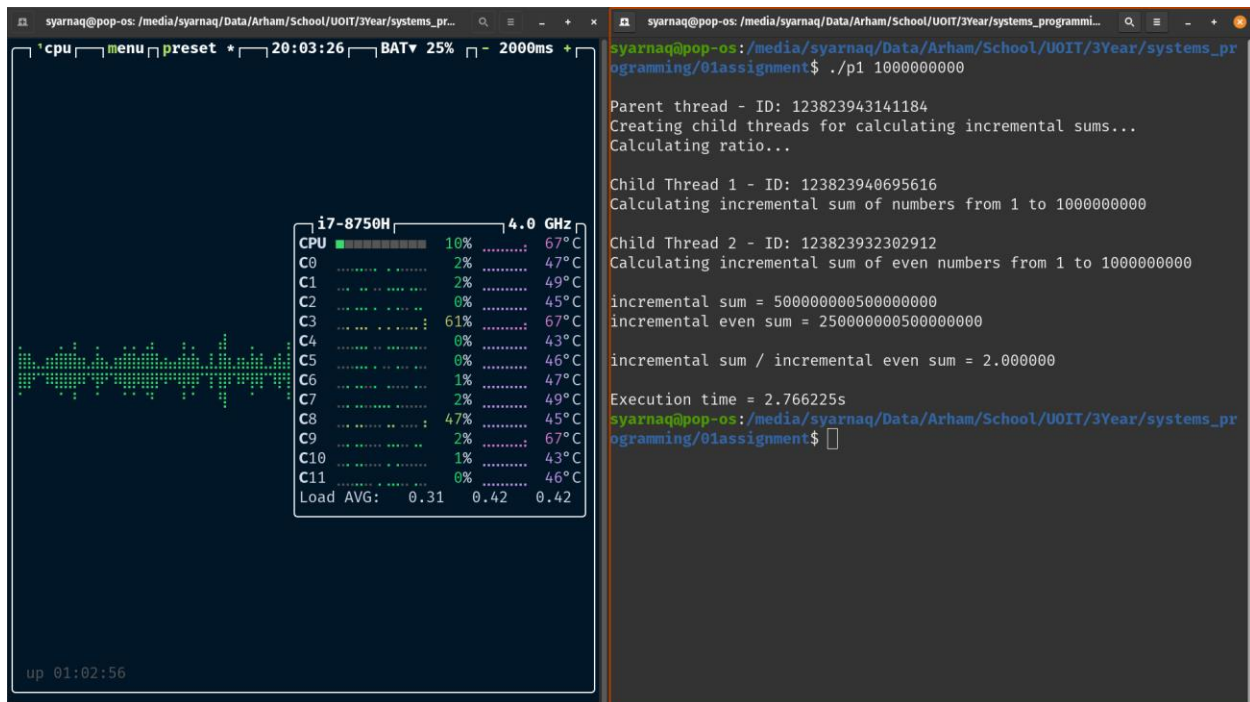 syarnaq@pop-os: /media/syarnaq/Data/Arham/School/UOIT/3Year/systems_pr...
¹cpu menu preset * 20:03:26 BAT▼ 25% - 2000ms +
i7-8750H 4.0 GHz
CPU 10% 67°C
C0 2% 47°C
C1 2% 49°C
C2 0% 45°C
C3 61% 67°C
C4 0% 43°C
C5 0% 46°C
C6 1% 47°C
C7 2% 49°C
C8 47% 45°C
C9 2% 67°C
C10 1% 43°C
C11 0% 46°C
Load AVG: 0.31 0.42 0.42
up 01:02:56
syarnaq@pop-os: /media/syarnaq/Data/Arham/School/UOIT/3Year/systems_programmi...
syarnaq@pop-os:/media/syarnaq/Data/Arham/School/UOIT/3Year/systems_pr
ogramming/01assignment$ ./p1 1000000000
Parent thread - ID: 123823943141184
Creating child threads for calculating incremental sums...
Calculating ratio...
Child Thread 1 - ID: 123823940695616
Calculating incremental sum of numbers from 1 to 1000000000
Child Thread 2 - ID: 123823932302912
Calculating incremental sum of even numbers from 1 to 1000000000
incremental sum = 500000000500000000
incremental even sum = 250000000500000000
incremental sum / incremental even sum = 2.000000
Execution time = 2.766225s
syarnaq@pop-os:/media/syarnaq/Data/Arham/School/UOIT/3Year/systems_pr
ogramming/01assignment$